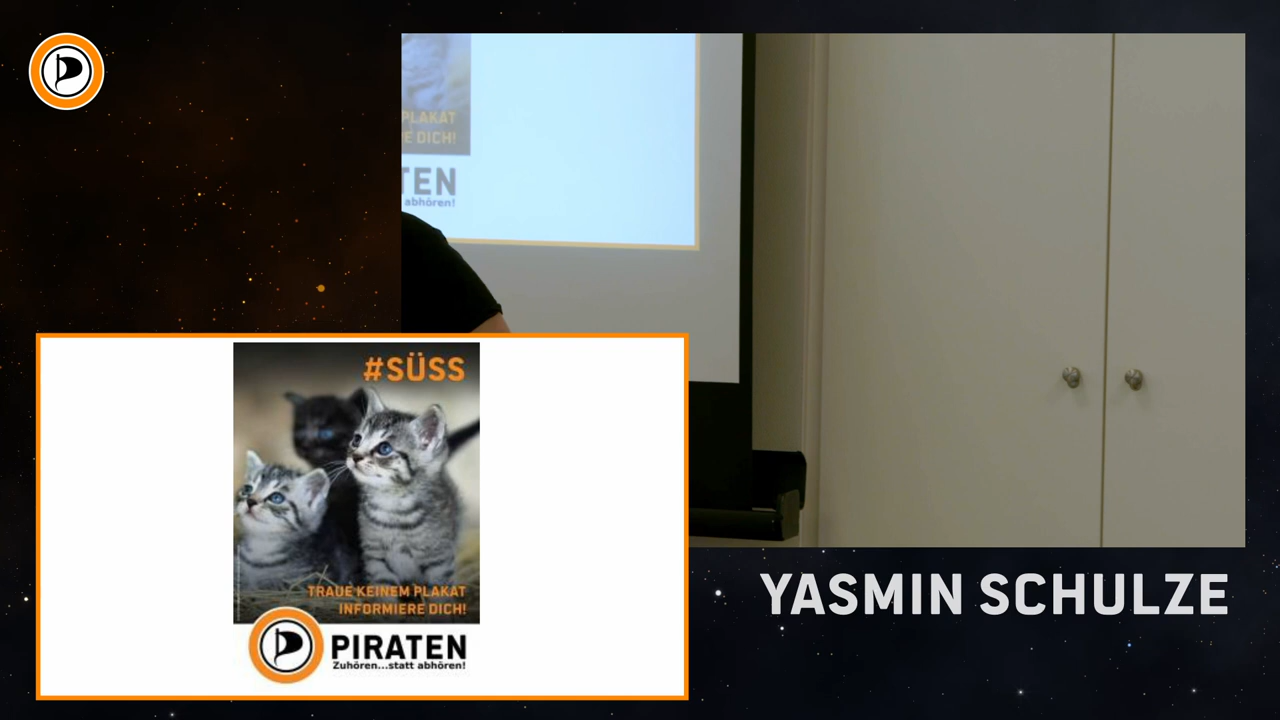 PLAKAT
E DICH!
TEN
abhören!
#SÜSS
TRAUE KEINEM PLAKAT
INFORMIERE DICH!
PIRATEN
Zuhören...statt abhören!
YASMIN SCHULZE